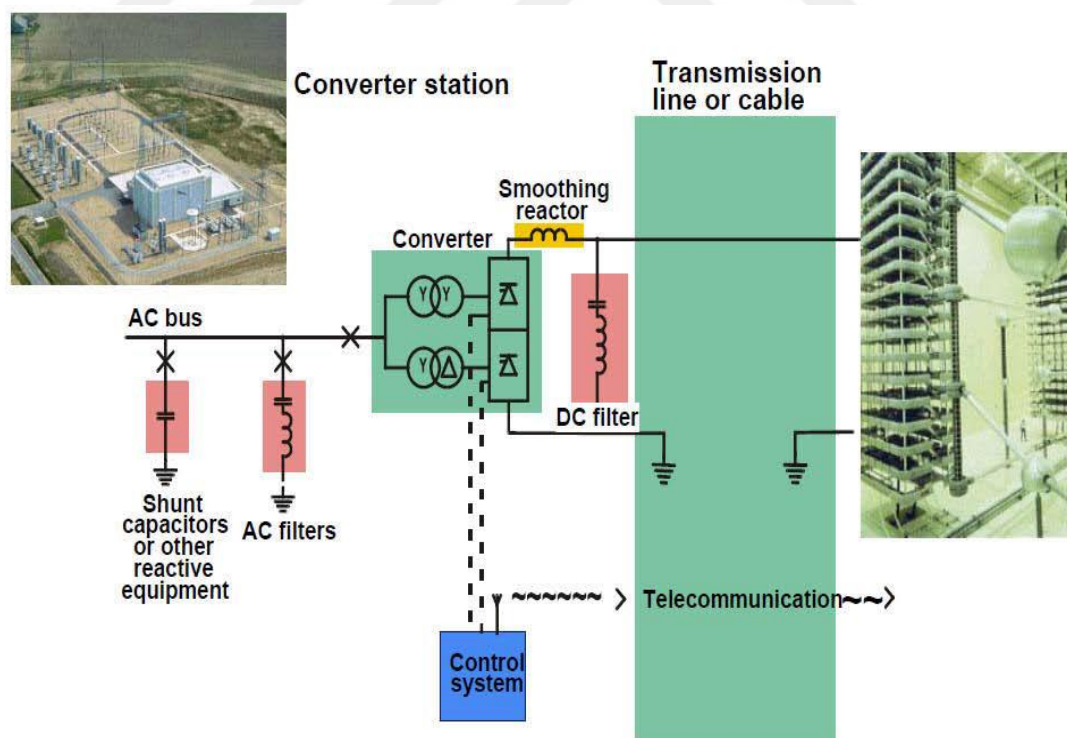 Converter station
Transmission
line or cable
Smoothing
reactor
Converter
AC bus
Y Y
Y Δ
DC filter
Shunt
capacitors
or other
reactive
equipment
AC filters
Telecommunication
Control
system